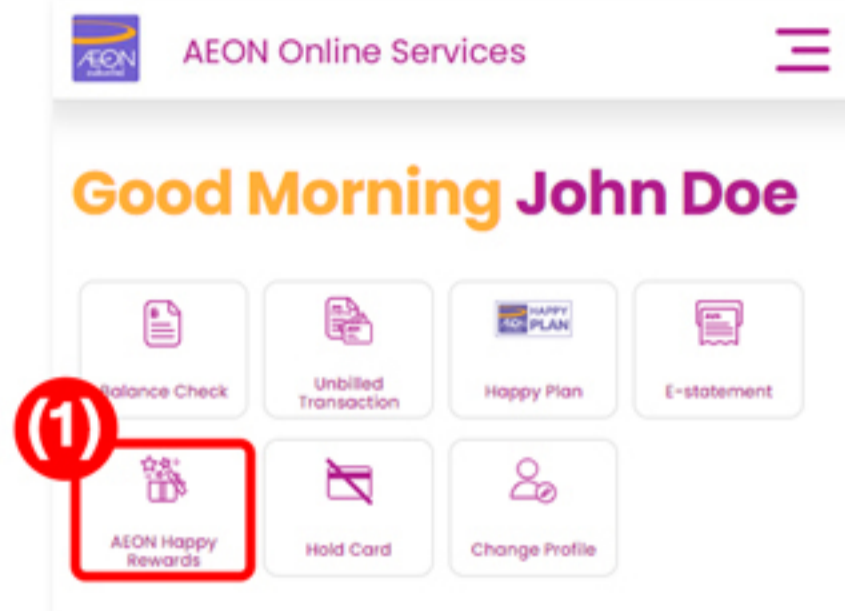 AEON
AEON Online Services
Good Morning John Doe
Balance Check
Unbilled
Transaction
HAPPY
AEON PLAN
Happy Plan
E-statement
(1)
AEON Happy
Rewards
Hold Card
Change Profile